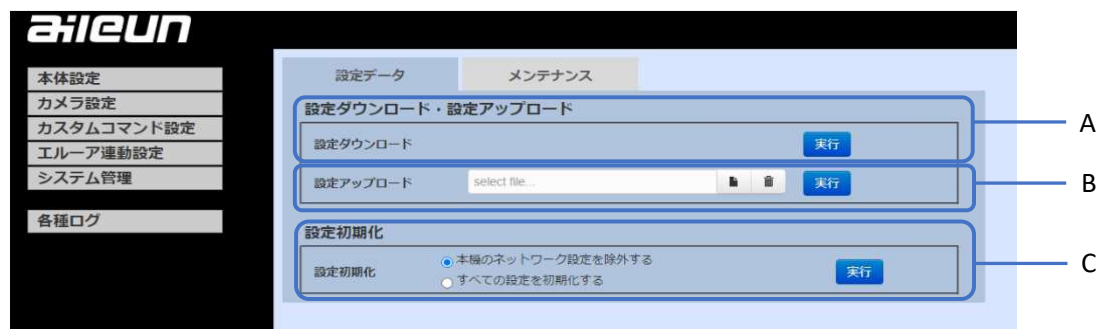 aileun
本体設定
カメラ設定
カスタムコマンド設定
エルーア連動設定
システム管理
各種ログ
設定データ メンテナンス
設定ダウンロード・設定アップロード
設定ダウンロード 実行
A
設定アップロード select file... 実行
B
設定初期化
設定初期化 本機のネットワーク設定を除外する
すべての設定を初期化する
実行
C